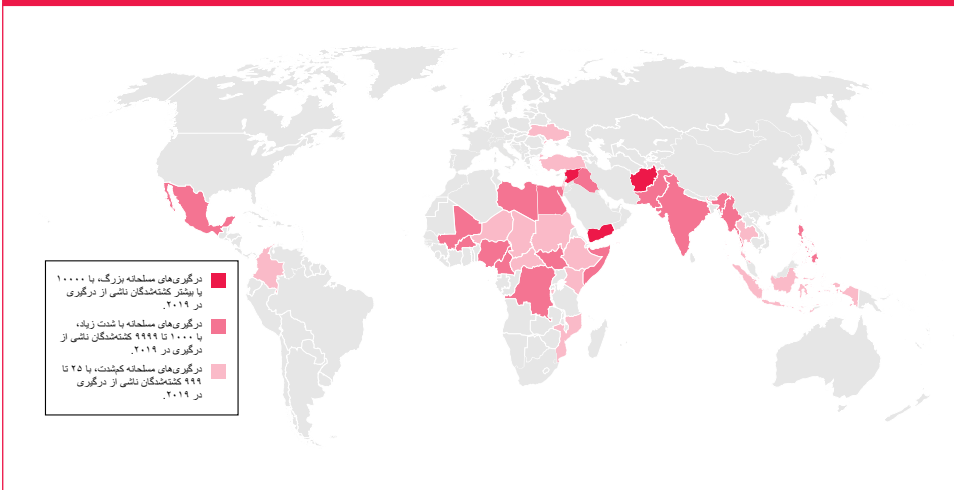 درگیری‌های مسلحانه بزرگ، با ۱۰۰۰۰
یا بیشتر کشته‌شدگان ناشی از درگیری
در ۲۰۱۹.
درگیری‌های مسلحانه با شدت زیاد،
با ۱۰۰۰ تا ۹۹۹۹ کشته‌شدگان ناشی از
درگیری در ۲۰۱۹.
درگیری‌های مسلحانه کم‌شدت، با ۲۵ تا
۹۹۹ کشته‌شدگان ناشی از درگیری
در ۲۰۱۹.